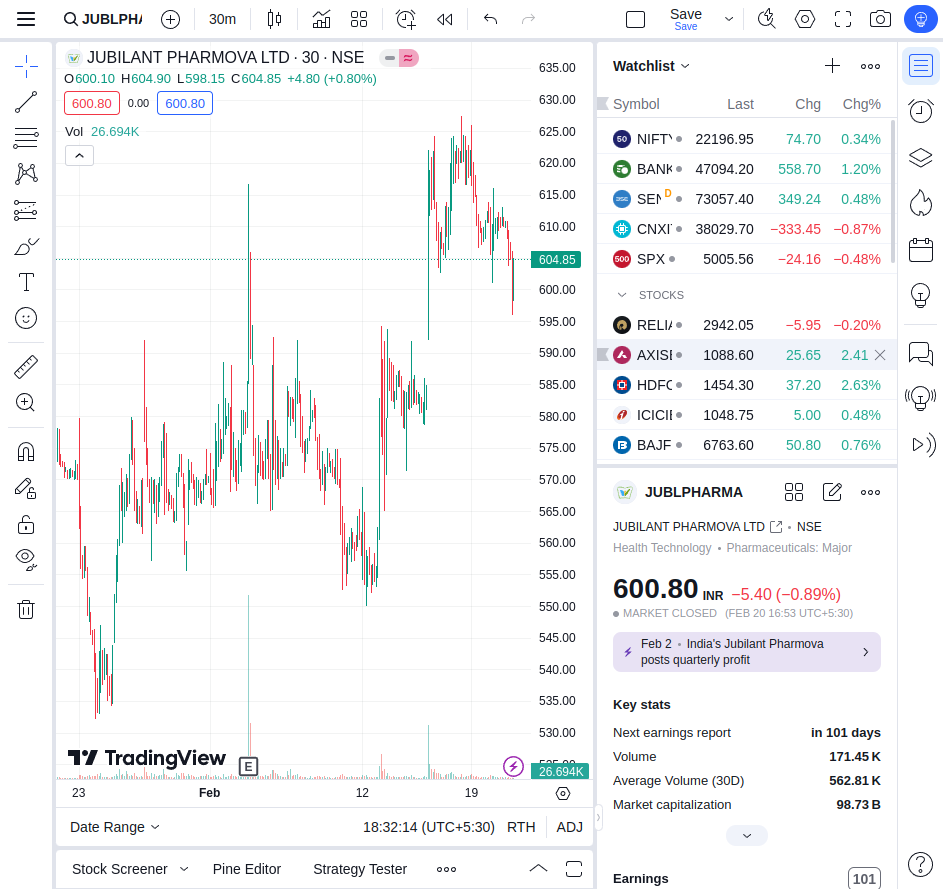 JUBLPHA
30m
Save
Save
JUBILANT PHARMOVA LTD · 30 · NSE
O600.10 H604.90 L598.15 C604.85 +4.80 (+0.80%)
600.80 0.00 600.80
Vol 26.694K
635.00
630.00
625.00
620.00
615.00
610.00
604.85
600.00
595.00
590.00
585.00
580.00
575.00
570.00
565.00
560.00
555.00
550.00
545.00
540.00
535.00
530.00
26.694K
TradingView
E
23 Feb 12 19
Date Range
18:32:14 (UTC+5:30) RTH ADJ
Stock Screener Pine Editor Strategy Tester
Watchlist
Symbol Last Chg Chg%
50 NIFTY 22196.95 74.70 0.34%
BANK 47094.20 558.70 1.20%
SEN D 73057.40 349.24 0.48%
CNXI 38029.70 −333.45 −0.87%
500 SPX 5005.56 −24.16 −0.48%
STOCKS
RELIA 2942.05 −5.95 −0.20%
AXISB 1088.60 25.65 2.41
HDFC 1454.30 37.20 2.63%
ICICIB 1048.75 5.00 0.48%
BAJF 6763.60 50.80 0.76%
JUBLPHARMA
JUBILANT PHARMOVA LTD • NSE
Health Technology • Pharmaceuticals: Major
600.80 INR −5.40 (−0.89%)
MARKET CLOSED (FEB 20 16:53 UTC+5:30)
Feb 2 • India's Jubilant Pharmova
posts quarterly profit
Key stats
Next earnings report in 101 days
Volume 171.45 K
Average Volume (30D) 562.81 K
Market capitalization 98.73 B
Earnings 101